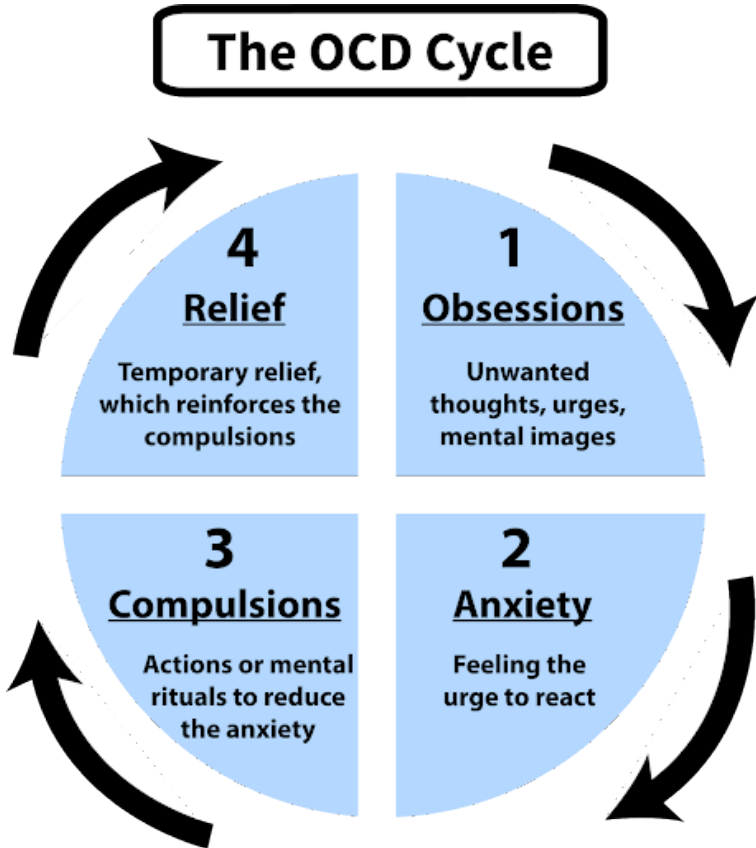 The OCD Cycle
1
Obsessions
Unwanted
thoughts, urges,
mental images
2
Anxiety
Feeling the
urge to react
3
Compulsions
Actions or mental
rituals to reduce
the anxiety
4
Relief
Temporary relief,
which reinforces the
compulsions